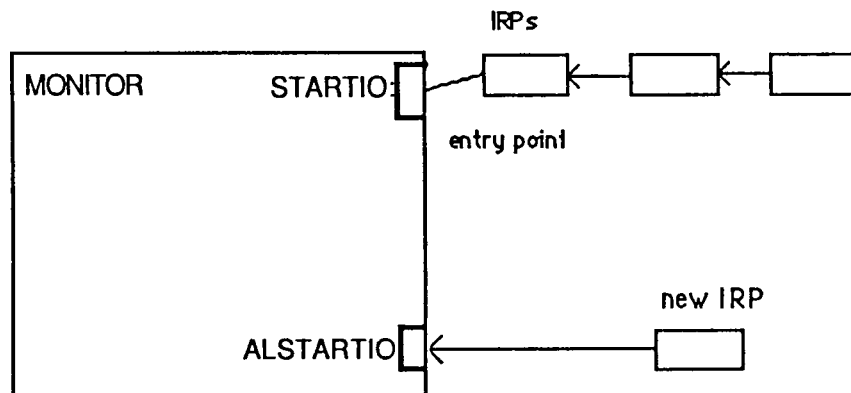 IRPs
MONITOR
STARTIO
entry point
new IRP
ALSTARTIO